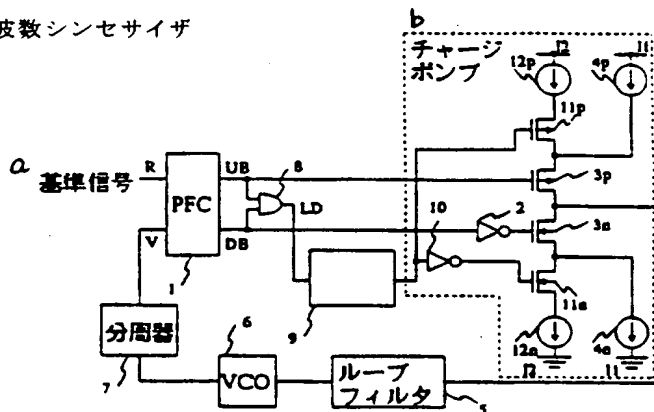 波数シンセサイザ
b
チャージ
ポンプ
12p
I2
4p
I1
11p
a
基準信号
R
PFC
UB
8
LD
3p
V
DB
10
2
3n
1
9
11n
分周器
7
6
VCO
ループ
フィルタ
5
12n
I2
4n
I1